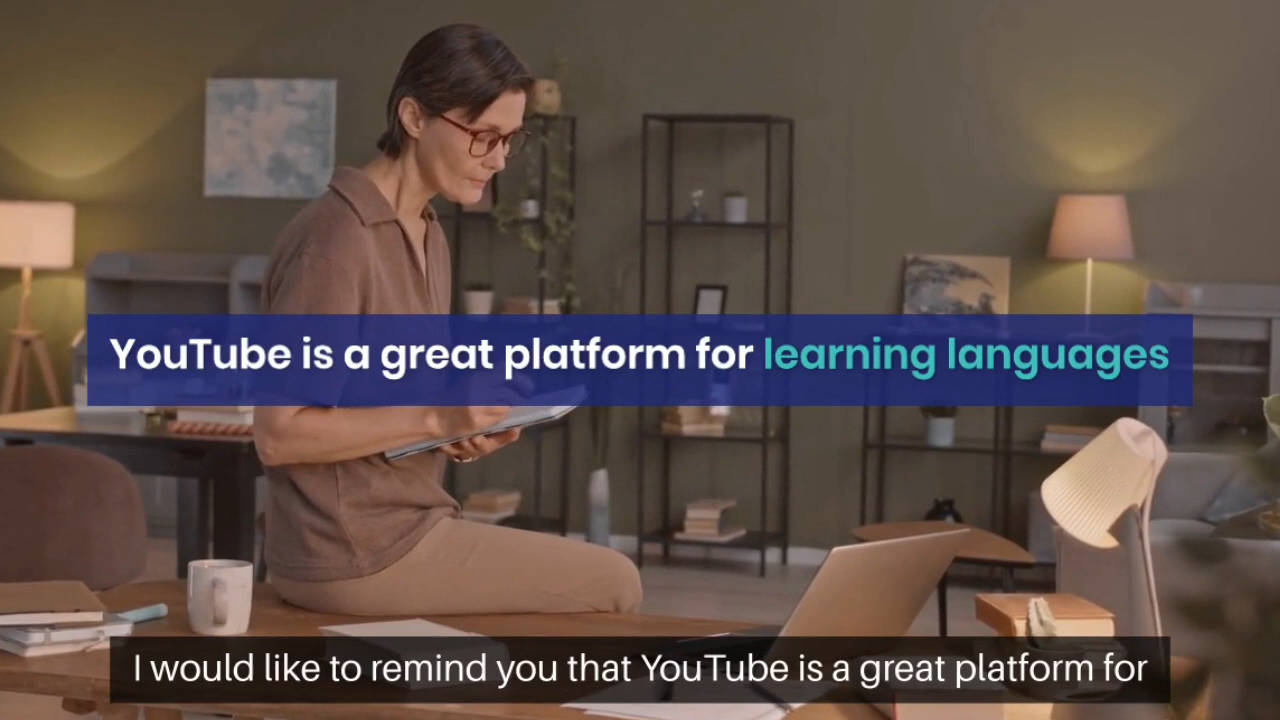 YouTube is a great platform for learning languages
I would like to remind you that YouTube is a great platform for